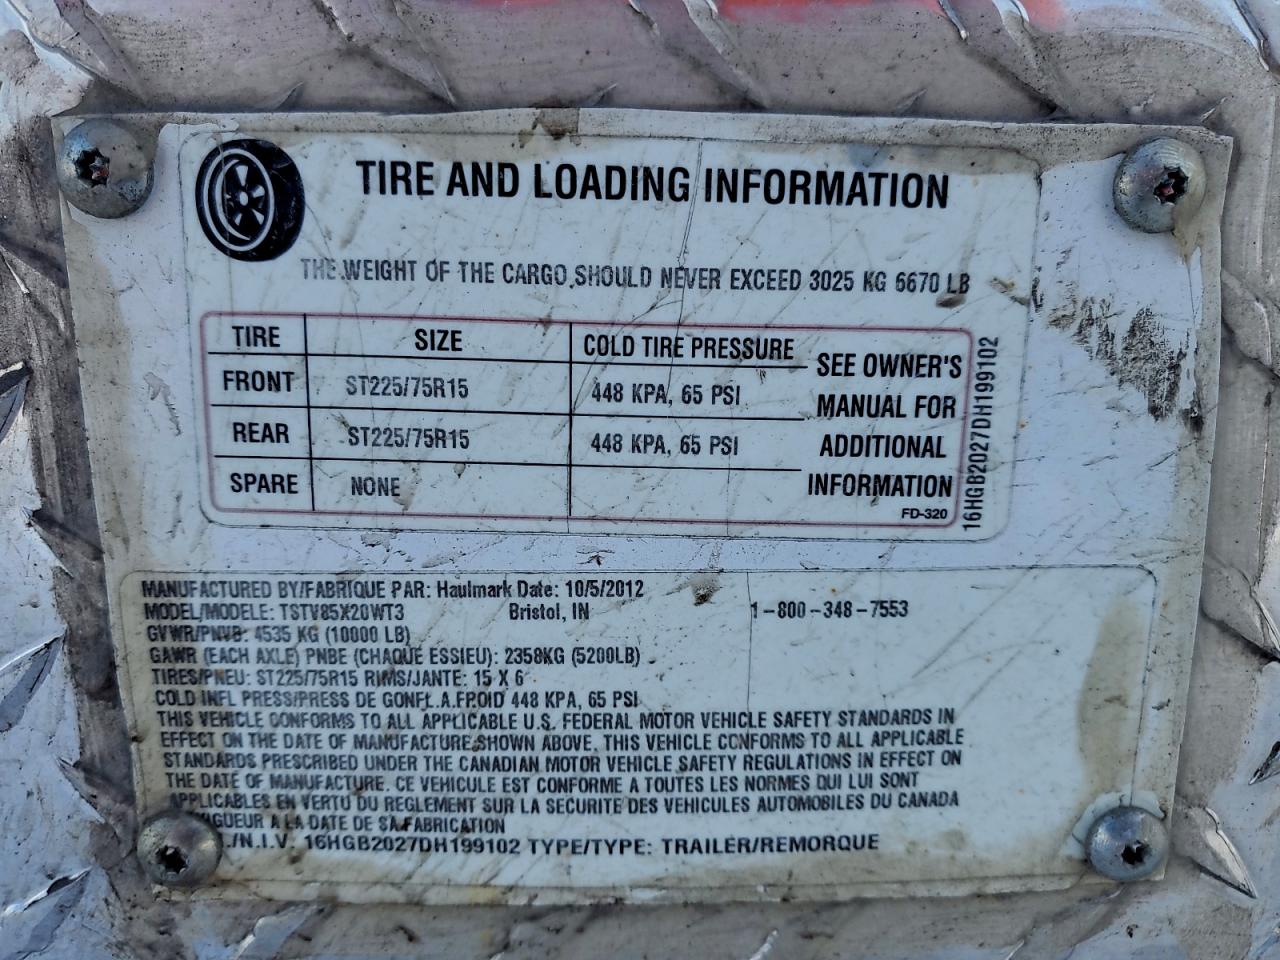 TIRE AND LOADING INFORMATION
THE WEIGHT OF THE CARGO SHOULD NEVER EXCEED 3025 KG 6670 LB
TIRE SIZE COLD TIRE PRESSURE SEE OWNER'S
FRONT ST225/75R15 448 KPA, 65 PSI MANUAL FOR
REAR ST225/75R15 448 KPA, 65 PSI ADDITIONAL
SPARE NONE INFORMATION
FD-320
16HGB2027DH199102
MANUFACTURED BY/FABRIQUE PAR: Haulmark Date: 10/5/2012
MODEL/MODELE: TSTV85X20WT3 Bristol, IN 1-800-348-7553
GVWR/PNVB: 4535 KG (10000 LB)
GAWR (EACH AXLE) PNBE (CHAQUE ESSIEU): 2358KG (5200LB)
TIRES/PNEU: ST225/75R15 RIMS/JANTE: 15 X 6
COLD INFL PRESS/PRESS DE GONFL.A.FROID 448 KPA, 65 PSI
THIS VEHICLE CONFORMS TO ALL APPLICABLE U.S. FEDERAL MOTOR VEHICLE SAFETY STANDARDS IN
EFFECT ON THE DATE OF MANUFACTURE SHOWN ABOVE. THIS VEHICLE CONFORMS TO ALL APPLICABLE
STANDARDS PRESCRIBED UNDER THE CANADIAN MOTOR VEHICLE SAFETY REGULATIONS IN EFFECT ON
THE DATE OF MANUFACTURE. CE VEHICULE EST CONFORME A TOUTES LES NORMES QUI LUI SONT
APPLICABLES EN VERTU DU REGLEMENT SUR LA SECURITE DES VEHICULES AUTOMOBILES DU CANADA
IGUEUR A LA DATE DE SA FABRICATION
./N.I.V. 16HGB2027DH199102 TYPE/TYPE: TRAILER/REMORQUE